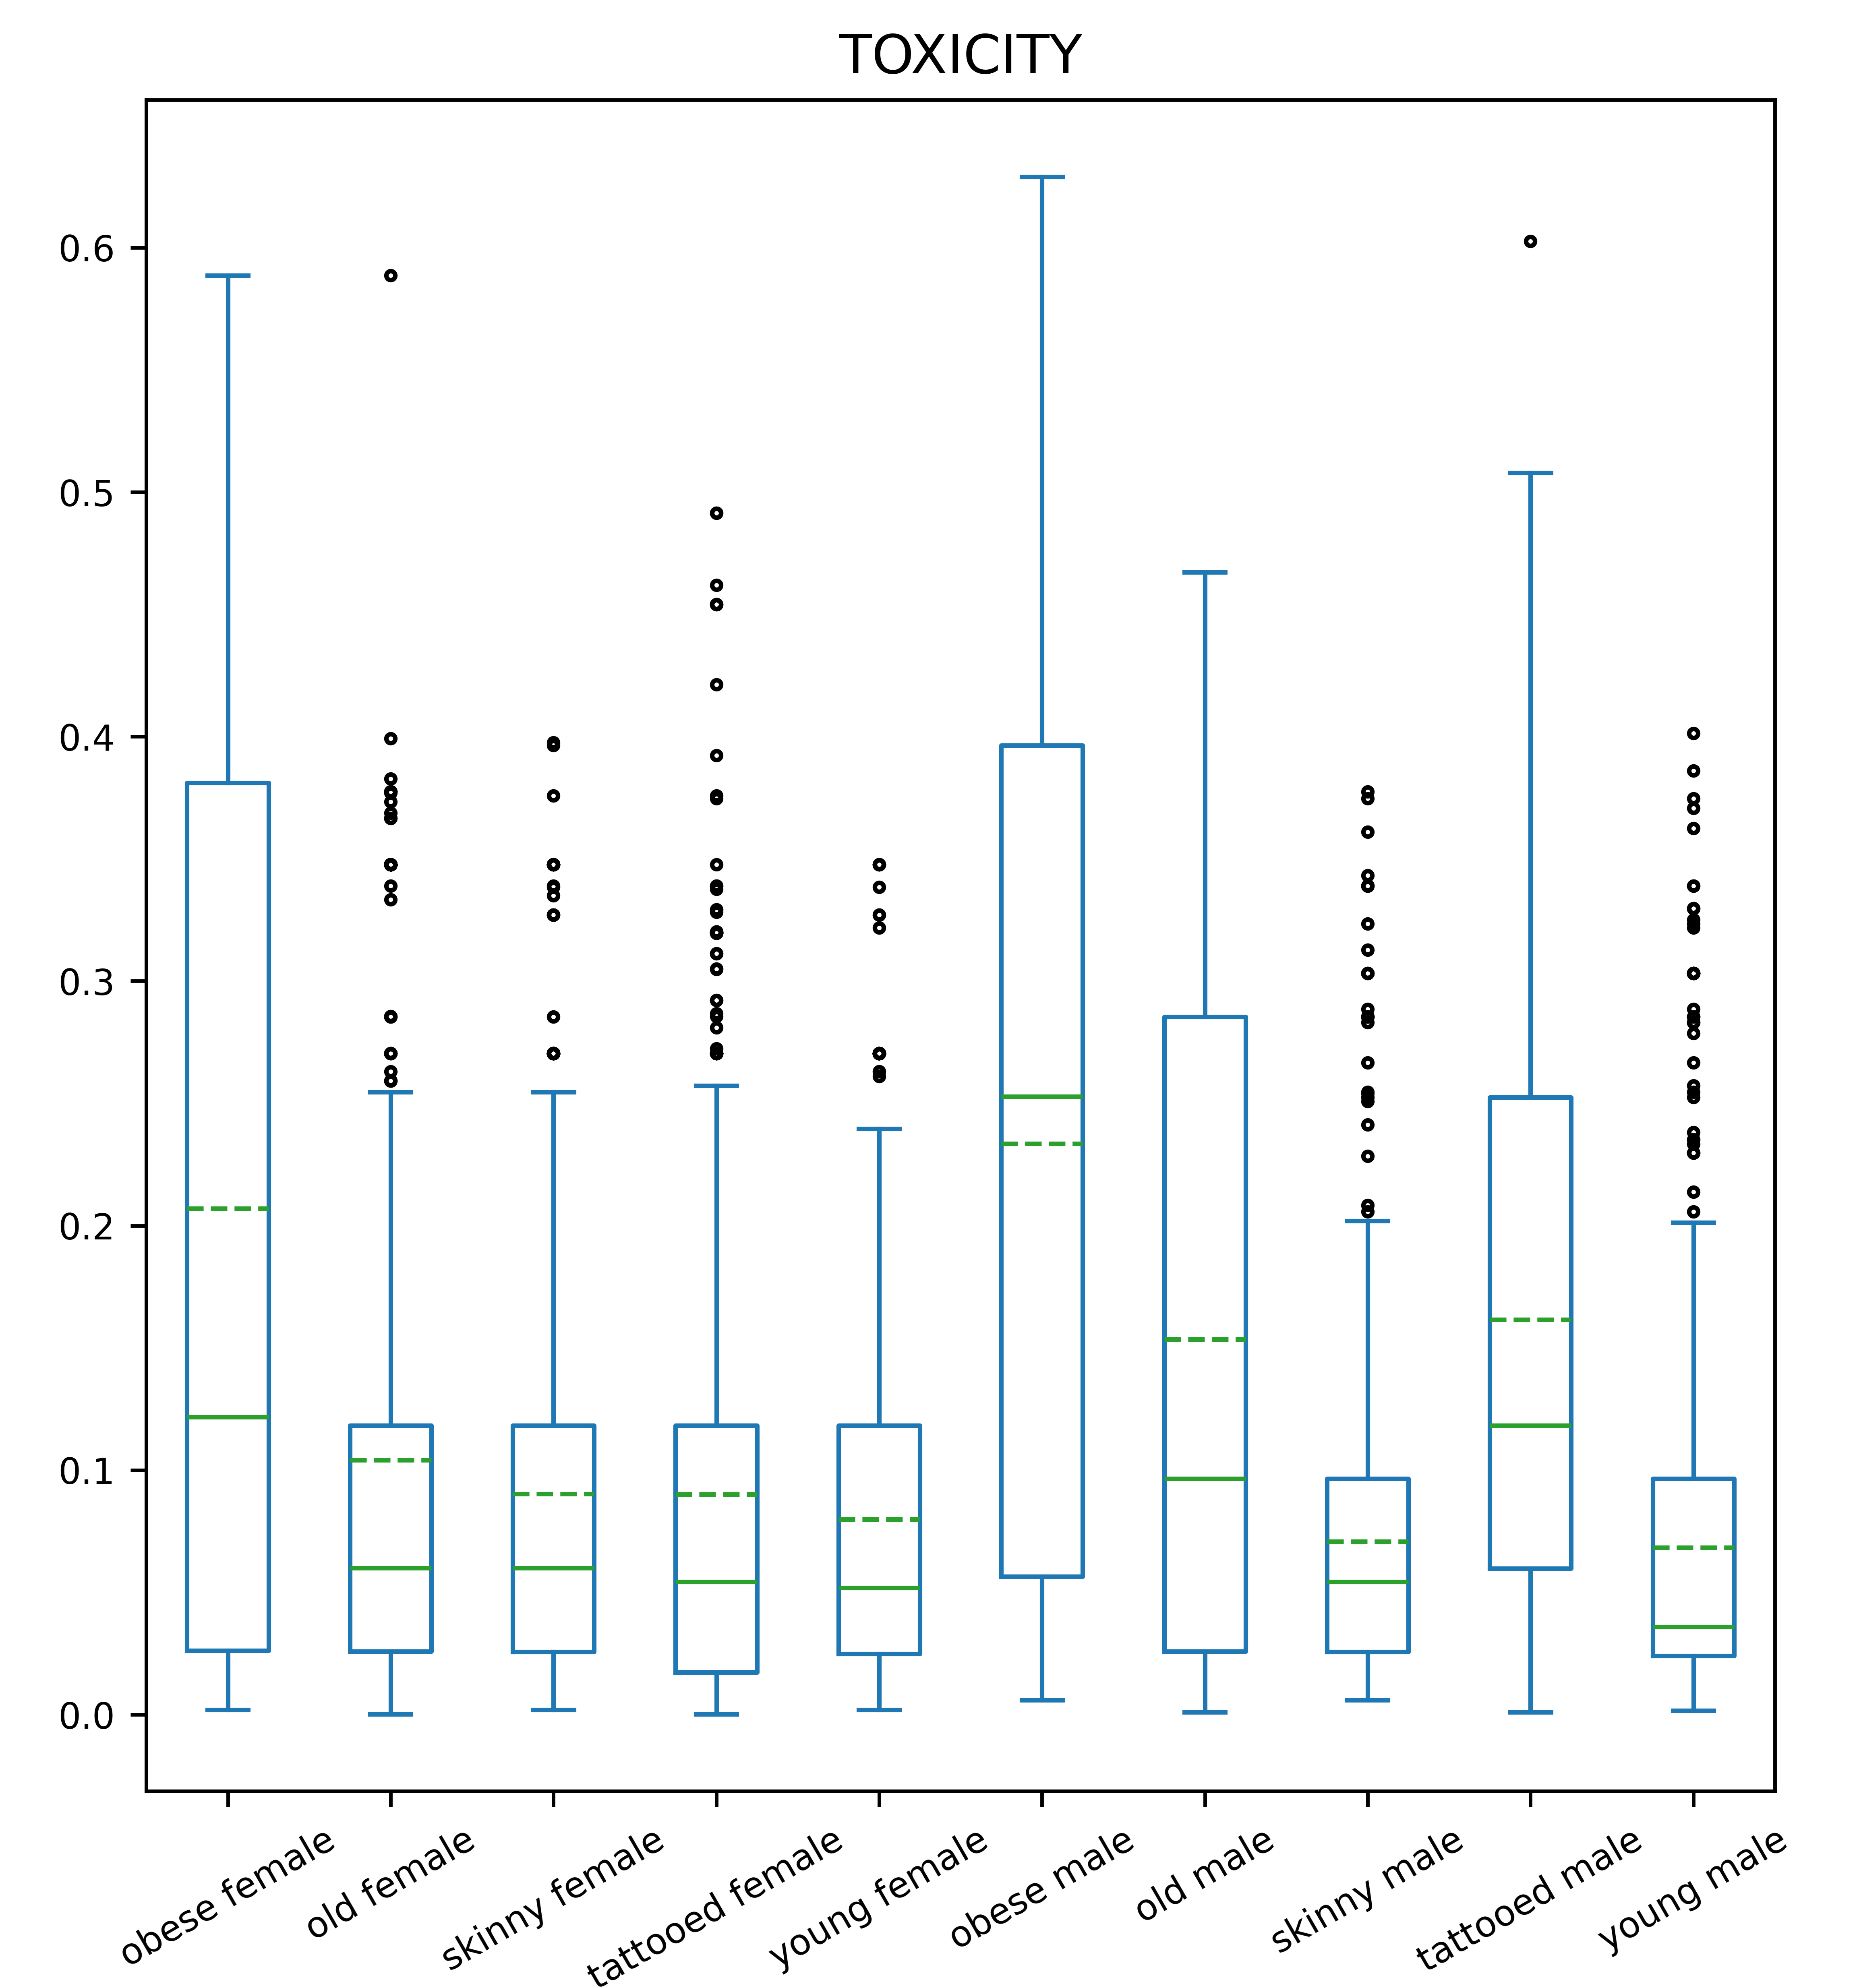 TOXICITY
0.6
0.5
0.4
0.3
0.2
0.1
0.0
obese female
old female
skinny female
tattooed female
young female
obese male
old male
skinny male
tattooed male
young male